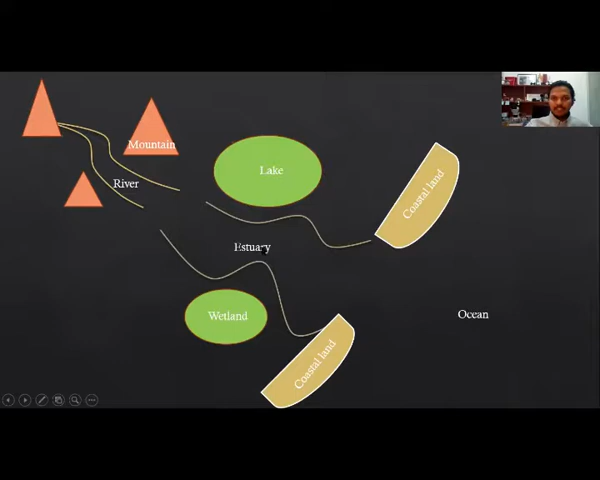 Mountain
Lake
River
Coastal land
Estuary
Wetland
Ocean
Coastal land